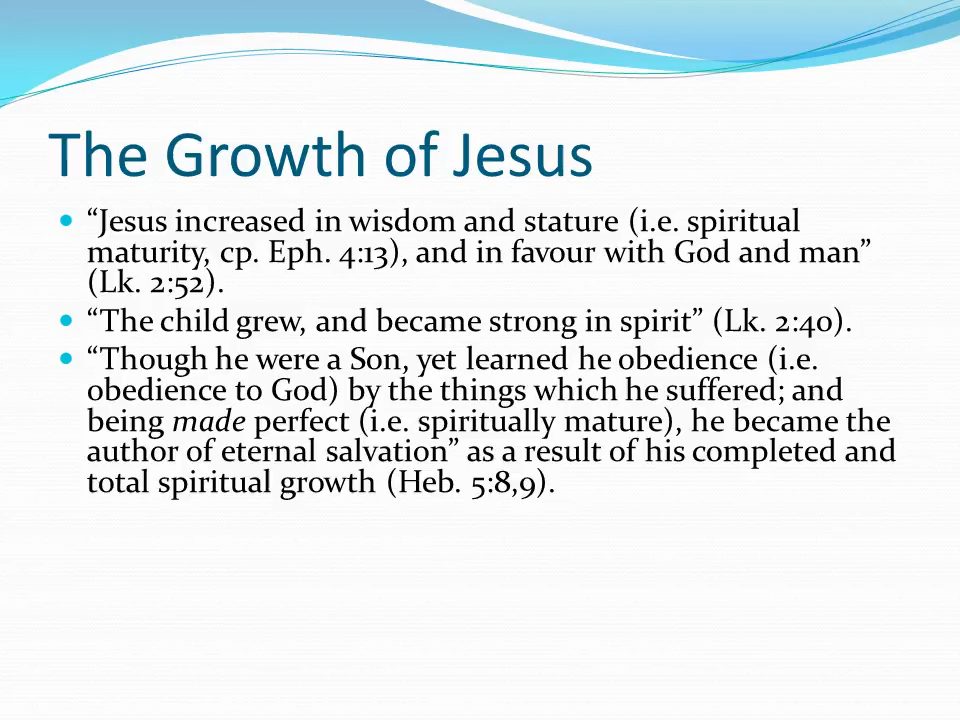 The Growth of Jesus
• “Jesus increased in wisdom and stature (i.e. spiritual
maturity, cp. Eph. 4:13), and in favour with God and man”
(Lk. 2:52).
• “The child grew, and became strong in spirit” (Lk. 2:40).
• “Though he were a Son, yet learned he obedience (i.e.
obedience to God) by the things which he suffered; and
being made perfect (i.e. spiritually mature), he became the
author of eternal salvation” as a result of his completed and
total spiritual growth (Heb. 5:8,9).